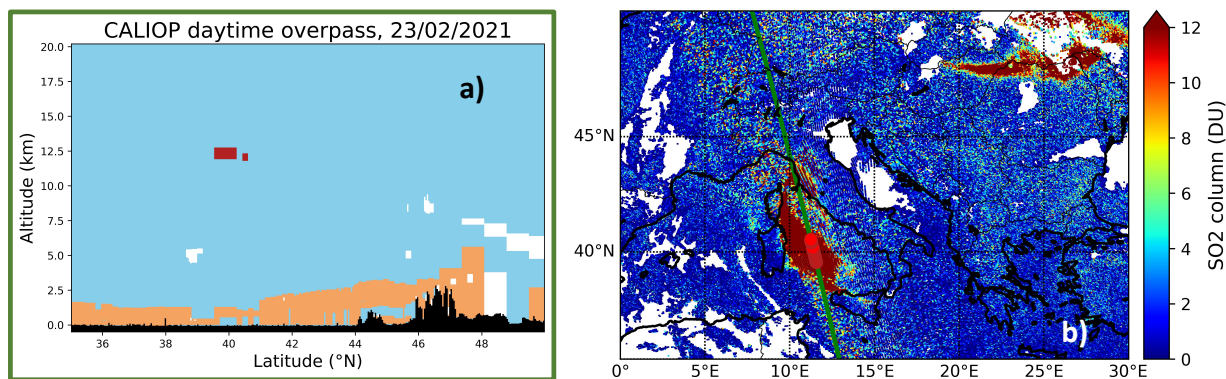 CALIOP daytime overpass, 23/02/2021
a)
20.0
17.5
15.0
12.5
10.0
7.5
5.0
2.5
0.0
Altitude (km)
36
38
40
42
44
46
48
Latitude (°N)
45°N
40°N
0°
5°E
10°E
15°E
20°E
25°E
30°E
b)
12
10
8
6
4
2
0
SO2 column (DU)